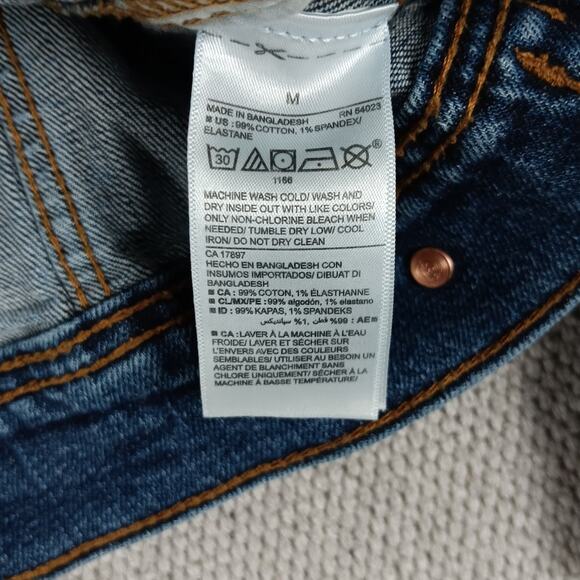 M
MADE IN BANGLADESH RN 54023
■ US : 99% COTTON, 1% SPANDEX/
ELASTANE
30 ®
1166
MACHINE WASH COLD/ WASH AND
DRY INSIDE OUT WITH LIKE COLORS/
ONLY NON-CHLORINE BLEACH WHEN
NEEDED/ TUMBLE DRY LOW/ COOL
IRON/ DO NOT DRY CLEAN
CA 17897
HECHO EN BANGLADESH CON
INSUMOS IMPORTADOS/ DIBUAT DI
BANGLADESH
■ CA : 99% COTON, 1% ÉLASTHANNE
■ CL/MX/PE : 99% algodón, 1% elastano
■ ID : 99% KAPAS, 1% SPANDEKS
■ AE : 99% قطن, 1% سباندیکس
■ CA : LAVER À LA MACHINE À L'EAU
FROIDE/ LAVER ET SÉCHER SUR
L'ENVERS AVEC DES COULEURS
SEMBLABLES/ UTILISER AU BESOIN UN
AGENT DE BLANCHIMENT SANS
CHLORE UNIQUEMENT/ SÉCHER À LA
MACHINE À BASSE TEMPÉRATURE/